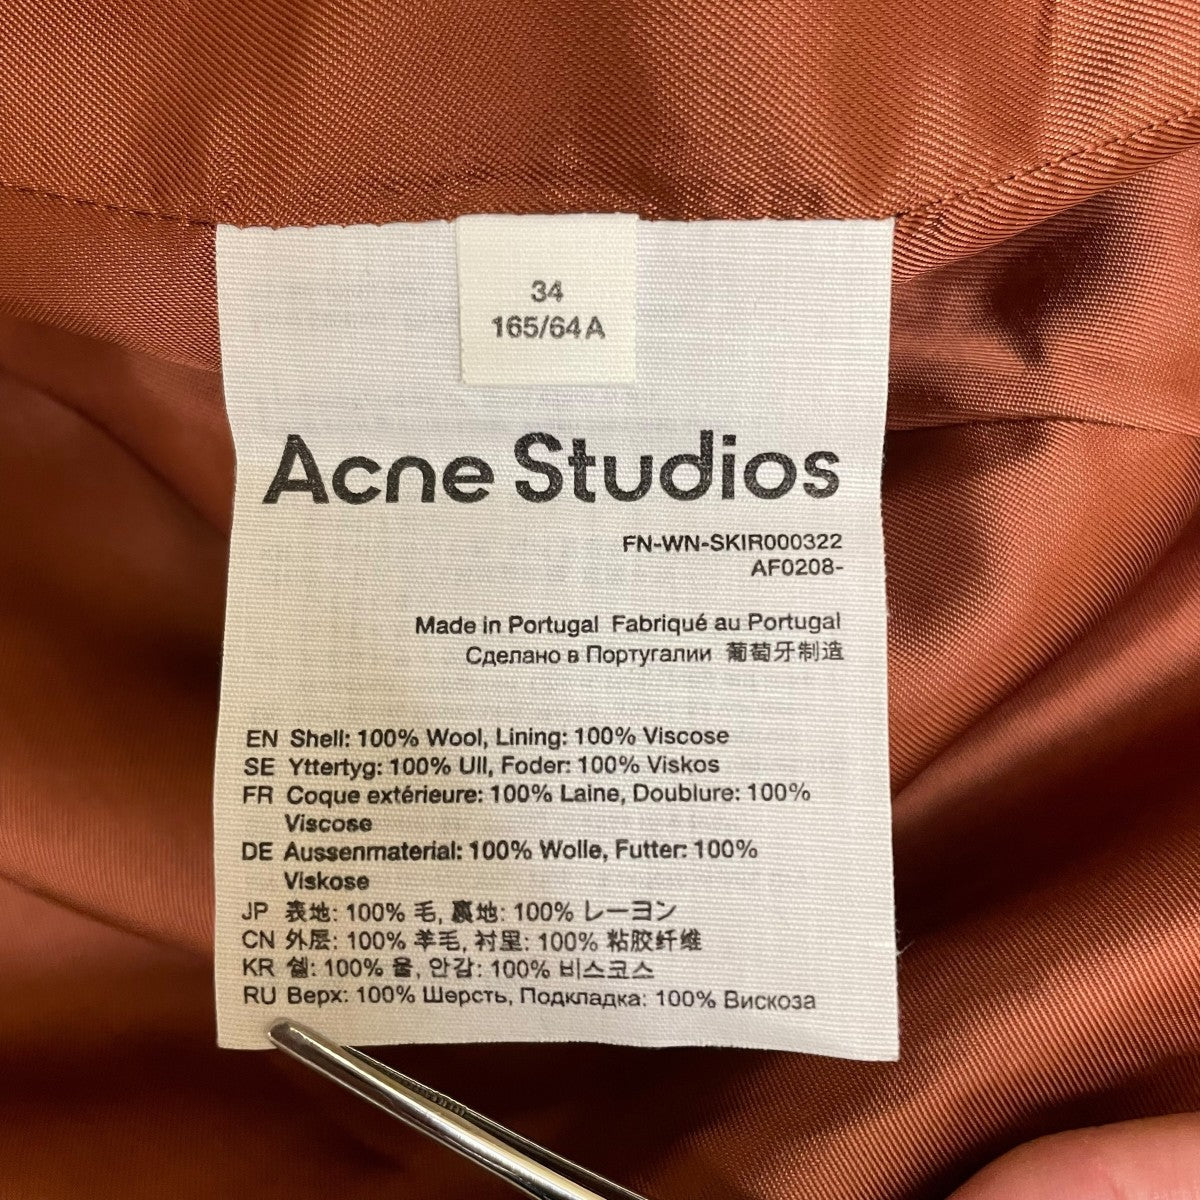 34
165/64A
Acne Studios
FN-WN-SKIR000322
AF0208-
Made in Portugal Fabriqué au Portugal
Сделано в Португалии 葡萄牙制造
EN Shell: 100% Wool, Lining: 100% Viscose
SE Yttertyg: 100% Ull, Foder: 100% Viskos
FR Coque extérieure: 100% Laine, Doublure: 100%
Viscose
DE Aussenmaterial: 100% Wolle, Futter: 100%
Viskose
JP 表地: 100% 毛, 裏地: 100% レーヨン
CN 外层: 100% 羊毛, 衬里: 100% 粘胶纤维
KR 쉘: 100% 울, 안감: 100% 비스코스
RU Верх: 100% Шерсть, Подкладка: 100% Вискоза